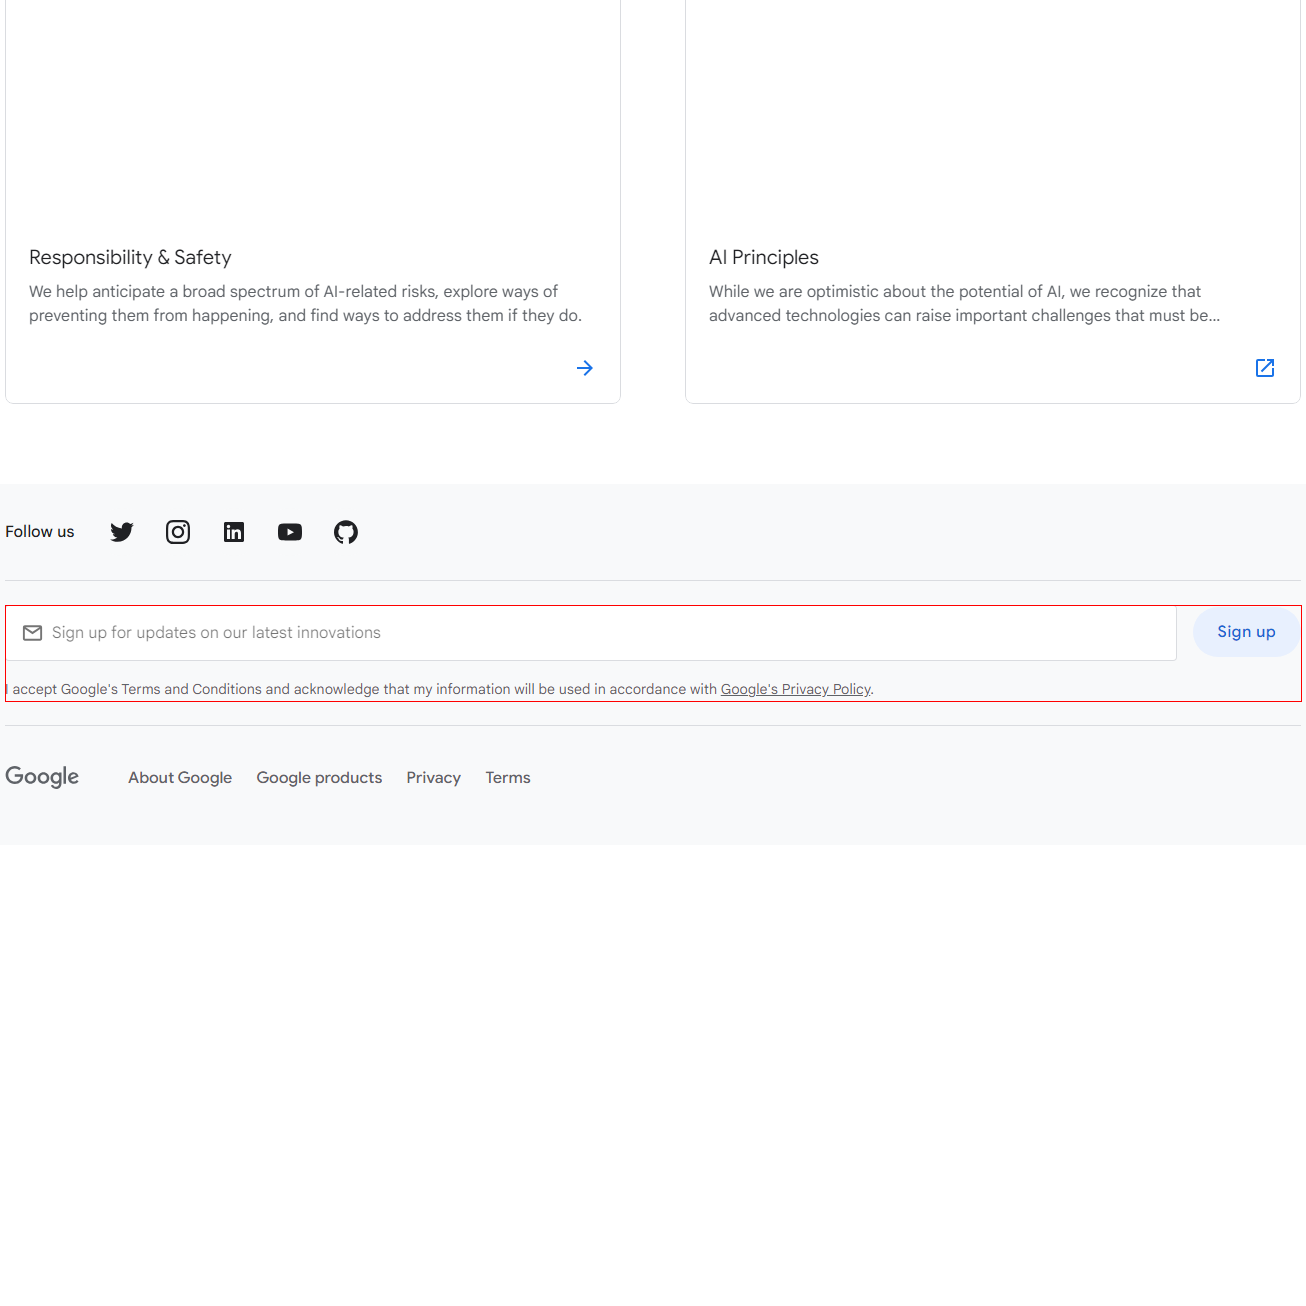 Responsibility & Safety
We help anticipate a broad spectrum of AI-related risks, explore ways of
preventing them from happening, and find ways to address them if they do.
AI Principles
While we are optimistic about the potential of AI, we recognize that
advanced technologies can raise important challenges that must be...
Follow us
Sign up for updates on our latest innovations
Sign up
I accept Google's Terms and Conditions and acknowledge that my information will be used in accordance with Google's Privacy Policy.
Google
About Google
Google products
Privacy
Terms